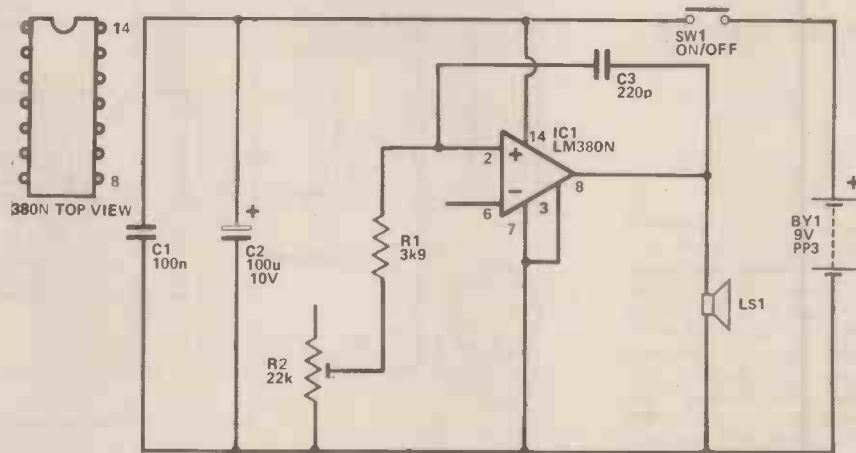 14
8
380N TOP VIEW
C1
100n
+
C2
100u
10V
R2
22k
R1
3k9
C3
220p
IC1
LM380N
14
2
+
-
6
7
3
8
SW1
ON/OFF
+
BY1
9V
PP3
LS1